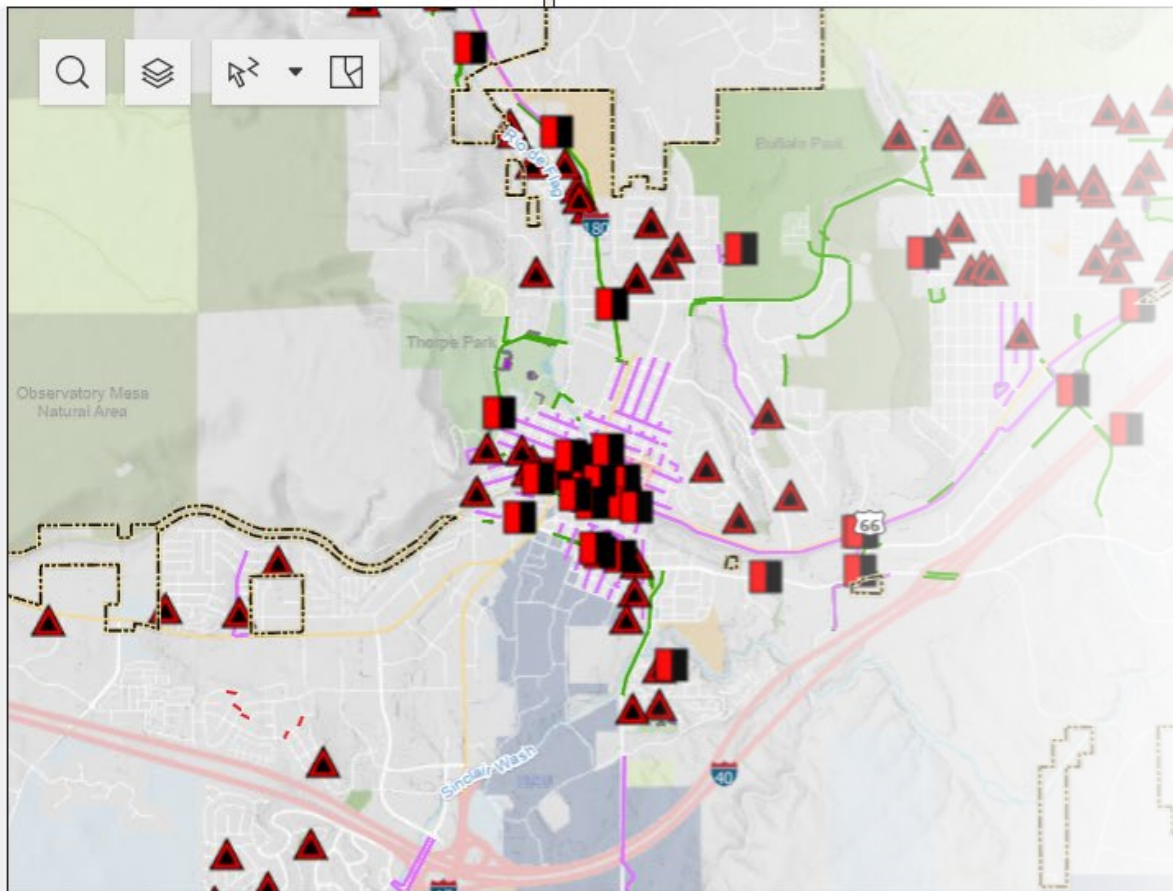 Rio de Flag
Buffalo Park
180
Thorpe Park
Observatory Mesa
Natural Area
66
Sinclair Wash
40